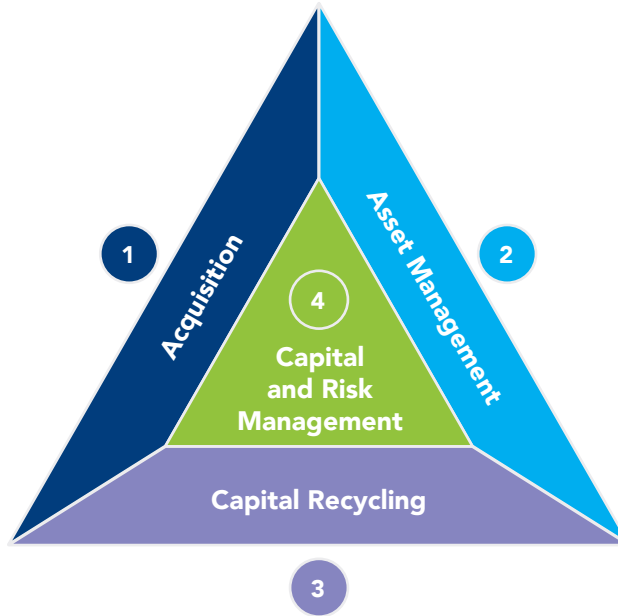 1
Acquisition
2
Asset Management
4
Capital
and Risk
Management
Capital Recycling
3